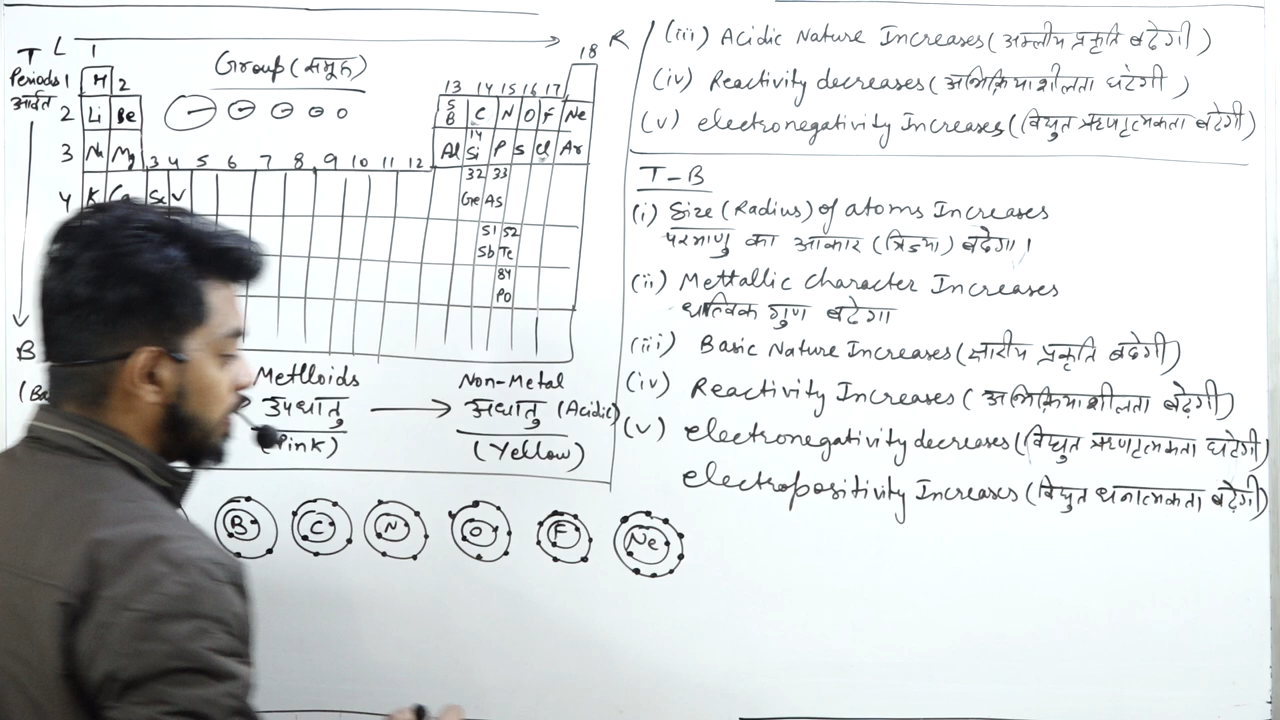 T L 1 18 R
Periods 1 H 2 Group (समूह) 13 14 15 16 17
आर्वत 2 Li Be 5 B C N O F Ne
3 Na Mg 3 4 5 6 7 8 9 10 11 12 Al 14 Si P S Cl Ar
4 K Ca Sc V 32 Ge 33 As
51 Sb 52 Te
84 Po
B
(Ba
Metlloids Non-Metal
उपधातु अधातु (Acidic)
(Pink) (Yellow)
B C N O F Ne
(iii) Acidic Nature Increases (अम्लीय प्रकृति बढ़ेगी)
(iv) Reactivity decreases (अभिक्रियाशीलता घटेगी)
(v) electronegativity Increases (विद्युत ऋणात्मकता बढ़ेगी)
T-B
(i) Size (Radius) of atoms Increases
परमाणु का आकार (त्रिज्या) बढ़ेगा।
(ii) Mettallic Character Increases
धात्विक गुण बढ़ेगा
(iii) Basic Nature Increases (क्षारीय प्रकृति बढ़ेगी)
(iv) Reactivity Increases (अभिक्रियाशीलता बढ़ेगी)
(v) electronegativity decreases (विद्युत ऋणात्मकता घटेगी)
electropositivity Increases (विद्युत धनात्मकता बढ़ेगी)